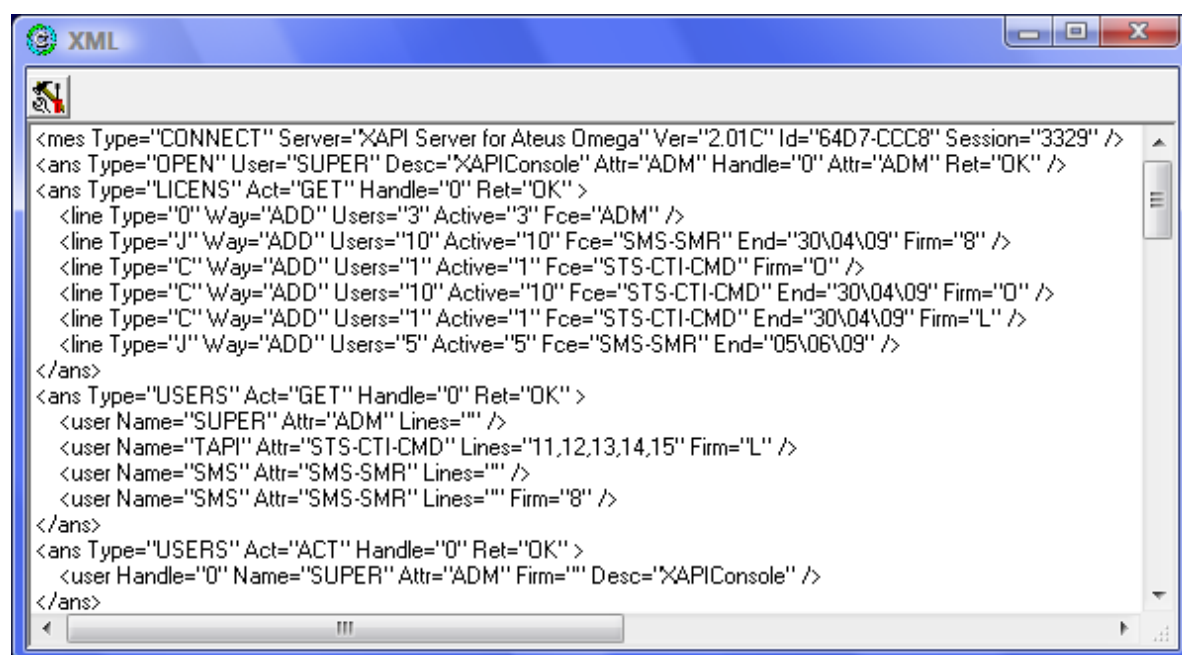 XML
<mes Type="CONNECT" Server="XAPI Server for Ateus Omega" Ver="2.01C" Id="64D7-CCC8" Session="3329" />
<ans Type="OPEN" User="SUPER" Desc="XAPIConsole" Attr="ADM" Handle="0" Attr="ADM" Ret="OK" />
<ans Type="LICENS" Act="GET" Handle="0" Ret="OK" >
<line Type="0" Way="ADD" Users="3" Active="3" Fce="ADM" />
<line Type="J" Way="ADD" Users="10" Active="10" Fce="SMS-SMR" End="30\04\09" Firm="8" />
<line Type="C" Way="ADD" Users="1" Active="1" Fce="STS-CTI-CMD" Firm="O" />
<line Type="C" Way="ADD" Users="10" Active="10" Fce="STS-CTI-CMD" End="30\04\09" Firm="O" />
<line Type="C" Way="ADD" Users="1" Active="1" Fce="STS-CTI-CMD" End="30\04\09" Firm="L" />
<line Type="J" Way="ADD" Users="5" Active="5" Fce="SMS-SMR" End="05\06\09" />
</ans>
<ans Type="USERS" Act="GET" Handle="0" Ret="OK" >
<user Name="SUPER" Attr="ADM" Lines="" />
<user Name="TAPI" Attr="STS-CTI-CMD" Lines="11,12,13,14,15" Firm="L" />
<user Name="SMS" Attr="SMS-SMR" Lines="" />
<user Name="SMS" Attr="SMS-SMR" Lines="" Firm="8" />
</ans>
<ans Type="USERS" Act="ACT" Handle="0" Ret="OK" >
<user Handle="0" Name="SUPER" Attr="ADM" Firm="" Desc="XAPIConsole" />
</ans>